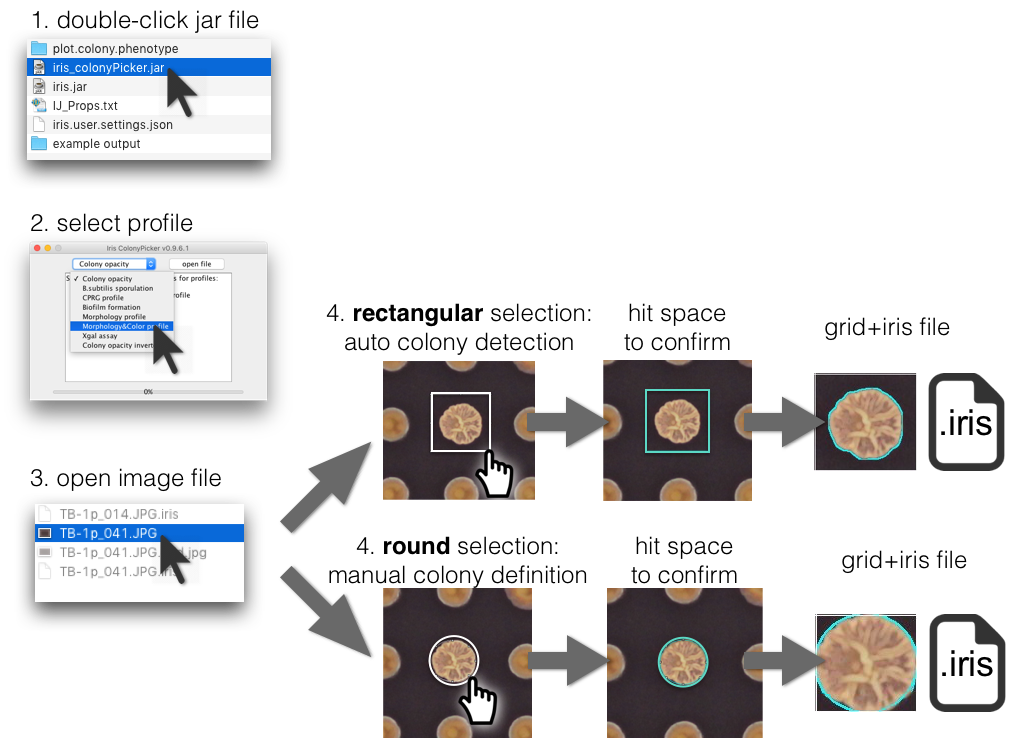 1. double-click jar file
plot.colony.phenotype
iris_colonyPicker.jar
iris.jar
IJ_Props.txt
iris.user.settings.json
example output
2. select profile
Iris ColonyPicker v0.9.6.1
Colony opacity
open file
S
✓ Colony opacity
s for profiles:
B.subtilis sporulation
CPRG profile
rofile
Biofilm formation
Morphology profile
Morphology&Color profile
Xgal assay
Colony opacity invert
0%
3. open image file
TB-1p_014.JPG.iris
TB-1p_041.JPG
TB-1p_041.JPG d.jpg
TB-1p_041.JPG.iris
4. rectangular selection:
auto colony detection
hit space
to confirm
grid+iris file
.iris
4. round selection:
manual colony definition
hit space
to confirm
grid+iris file
.iris